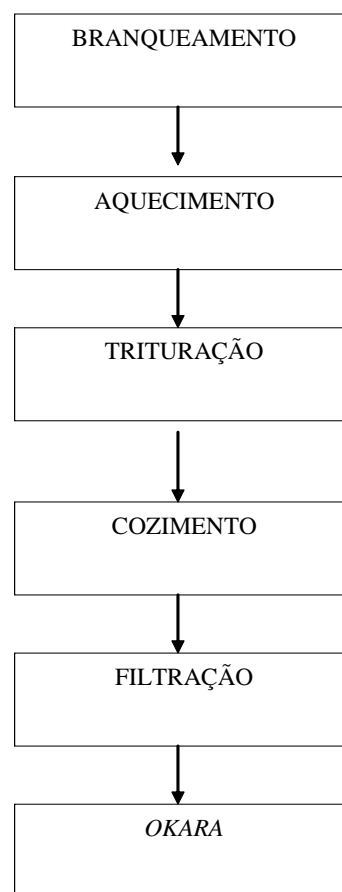 BRANQUEAMENTO
AQUECIMENTO
TRITURAÇÃO
COZIMENTO
FILTRAÇÃO
OKARA